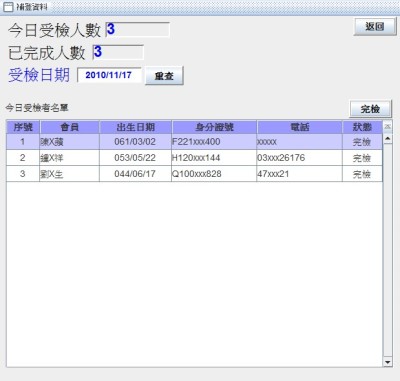 補登資料
今日受檢人數 3
返回
已完成人數 3
受檢日期 2010/11/17 重查
今日受檢者名單
完檢
序號 會員 出生日期 身分證號 電話 狀態
1 陳X蘋 061/03/02 F221xxx400 xxxxx 完檢
2 鐘X祥 053/05/22 H120xxx144 03xxx26176 完檢
3 劉X生 044/06/17 Q100xxx828 47xxx21 完檢